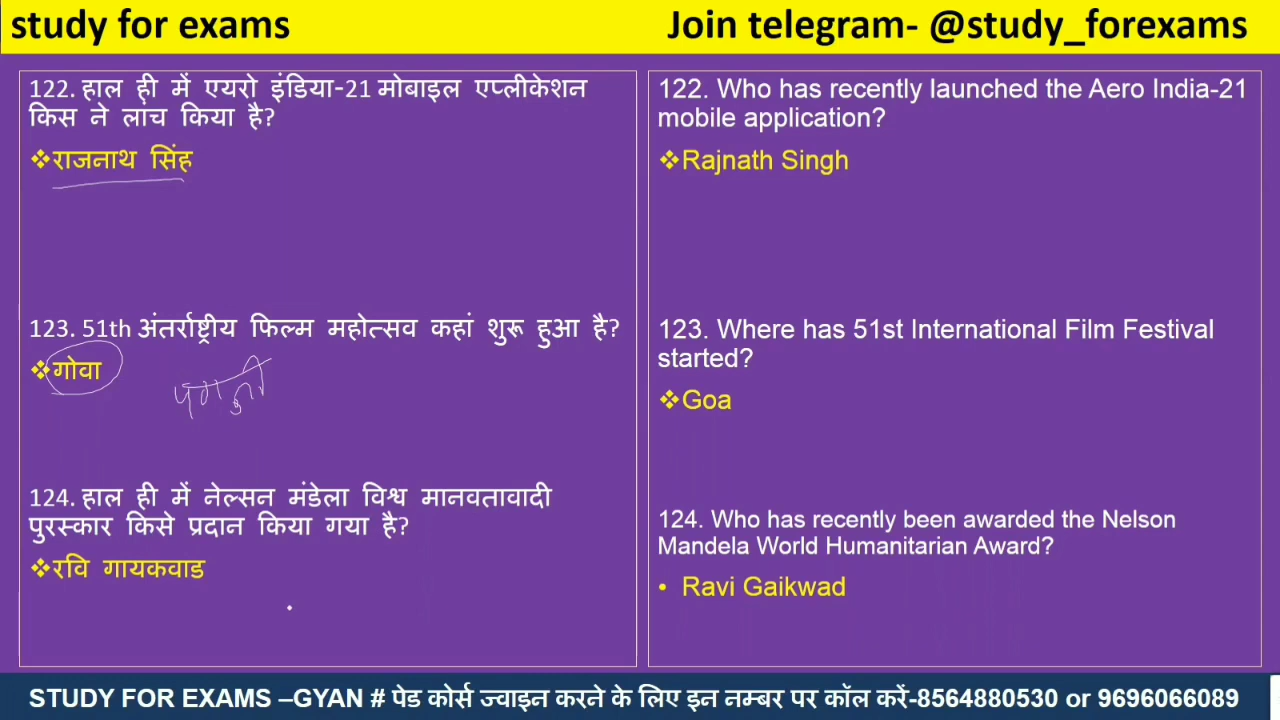 study for exams
Join telegram- @study_forexams
122. हाल ही में एयरो इंडिया-21 मोबाइल एप्लीकेशन
किस ने लांच किया है?
❖राजनाथ सिंह
123. 51th अंतर्राष्ट्रीय फिल्म महोत्सव कहां शुरू हुआ है?
❖गोवा
124. हाल ही में नेल्सन मंडेला विश्व मानवतावादी
पुरस्कार किसे प्रदान किया गया है?
❖रवि गायकवाड
122. Who has recently launched the Aero India-21
mobile application?
❖Rajnath Singh
123. Where has 51st International Film Festival
started?
❖Goa
124. Who has recently been awarded the Nelson
Mandela World Humanitarian Award?
• Ravi Gaikwad
STUDY FOR EXAMS –GYAN # पेड कोर्स ज्वाइन करने के लिए इन नम्बर पर कॉल करें-8564880530 or 9696066089